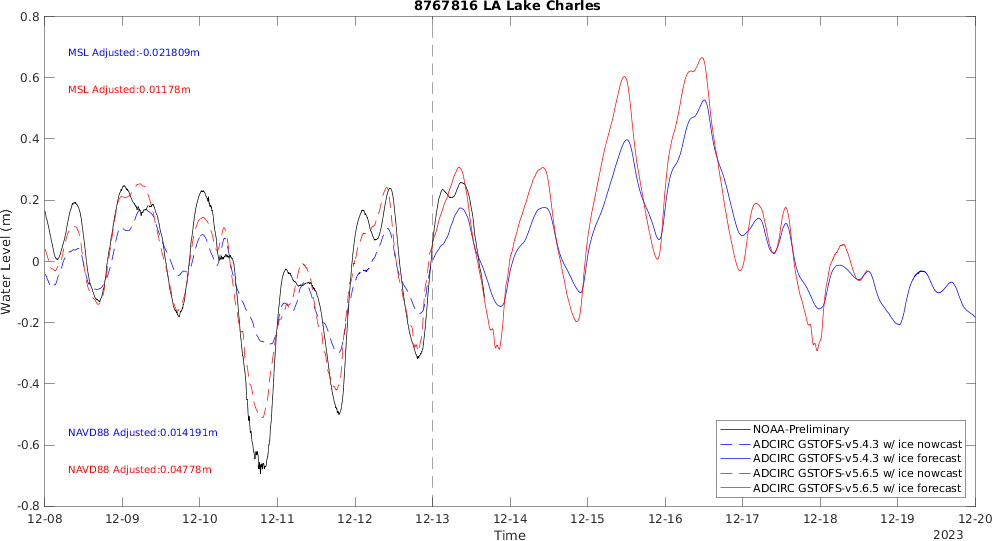 8767816 LA Lake Charles
0.8
0.6
0.4
0.2
0
-0.2
-0.4
-0.6
-0.8
Water Level (m)
MSL Adjusted:-0.021809m
MSL Adjusted:0.01178m
NAVD88 Adjusted:0.014191m
NAVD88 Adjusted:0.04778m
NOAA-Preliminary
ADCIRC GSTOFS-v5.4.3 w/ ice nowcast
ADCIRC GSTOFS-v5.4.3 w/ ice forecast
ADCIRC GSTOFS-v5.6.5 w/ ice nowcast
ADCIRC GSTOFS-v5.6.5 w/ ice forecast
12-08 12-09 12-10 12-11 12-12 12-13 12-14 12-15 12-16 12-17 12-18 12-19 12-20
Time
2023